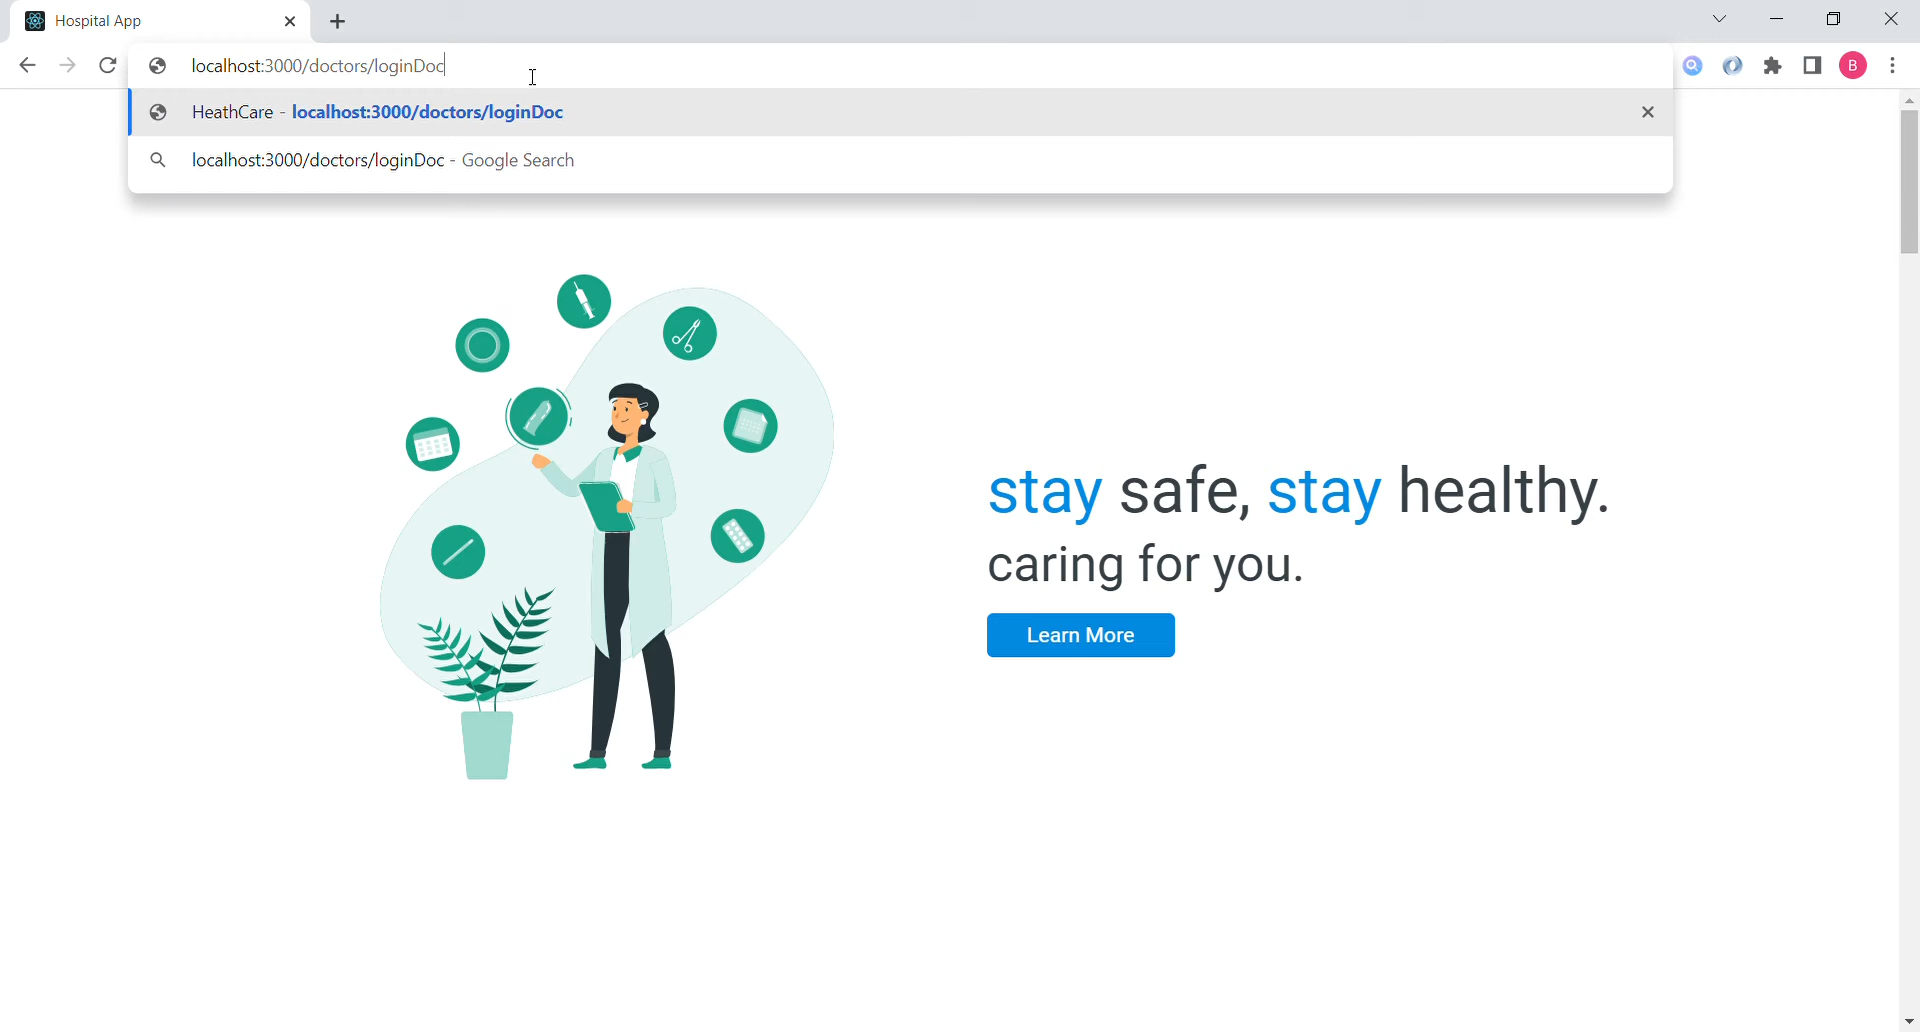 Hospital App
localhost:3000/doctors/loginDoc
B
HeathCare - localhost:3000/doctors/loginDoc
localhost:3000/doctors/loginDoc - Google Search
stay safe, stay healthy.
caring for you.
Learn More